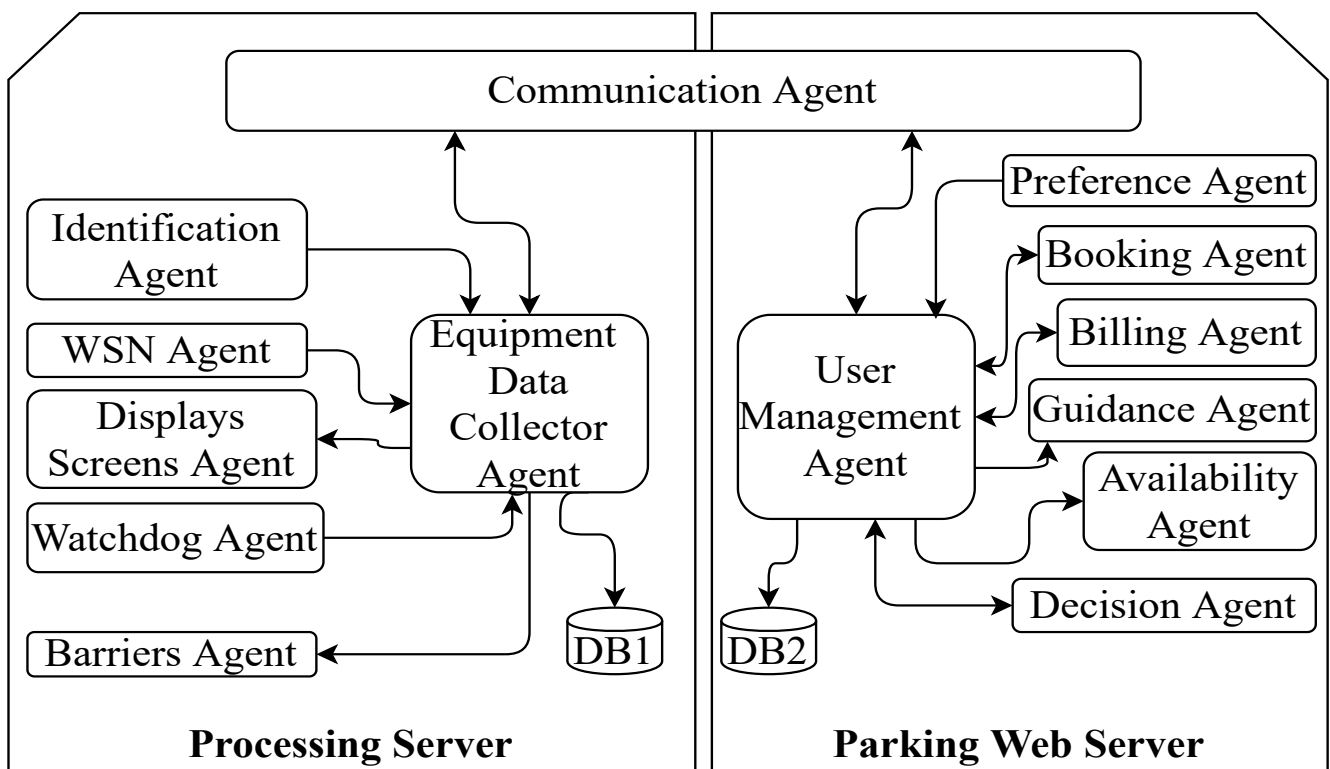 Communication Agent
Identification
Agent
WSN Agent
Displays
Screens Agent
Watchdog Agent
Barriers Agent
Equipment
Data
Collector
Agent
DB1
Processing Server
Preference Agent
Booking Agent
Billing Agent
Guidance Agent
Availability
Agent
Decision Agent
User
Management
Agent
DB2
Parking Web Server